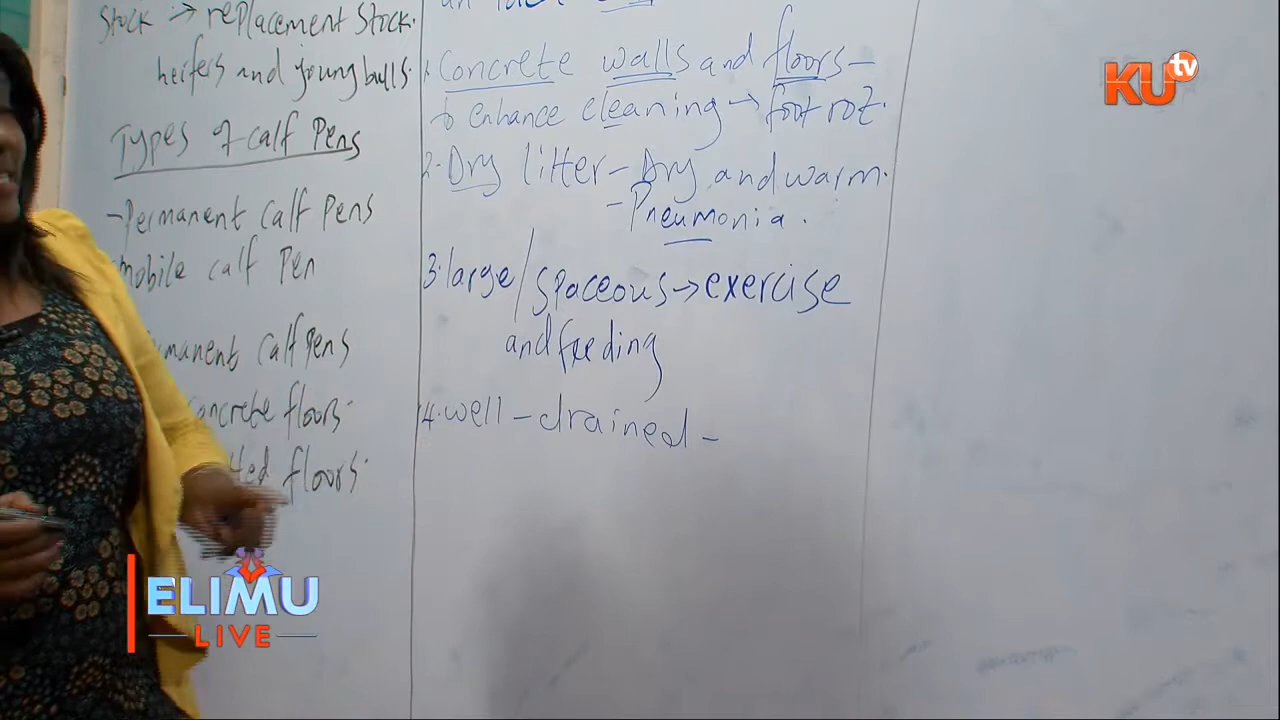 Stock → replacement Stock.
heifers and young bulls.
Types of Calf Pens
-Permanent Calf Pens
mobile Calf Pen
Calf Pens
Concrete floors.
floors.
1. Concrete walls and floors -
to enhance cleaning → foot rot.
2. Dry litter - Dry and warm.
- Pneumonia.
3. large/spaceous → exercise
and feeding
4. well-drained -
KU tv
ELIMU
LIVE